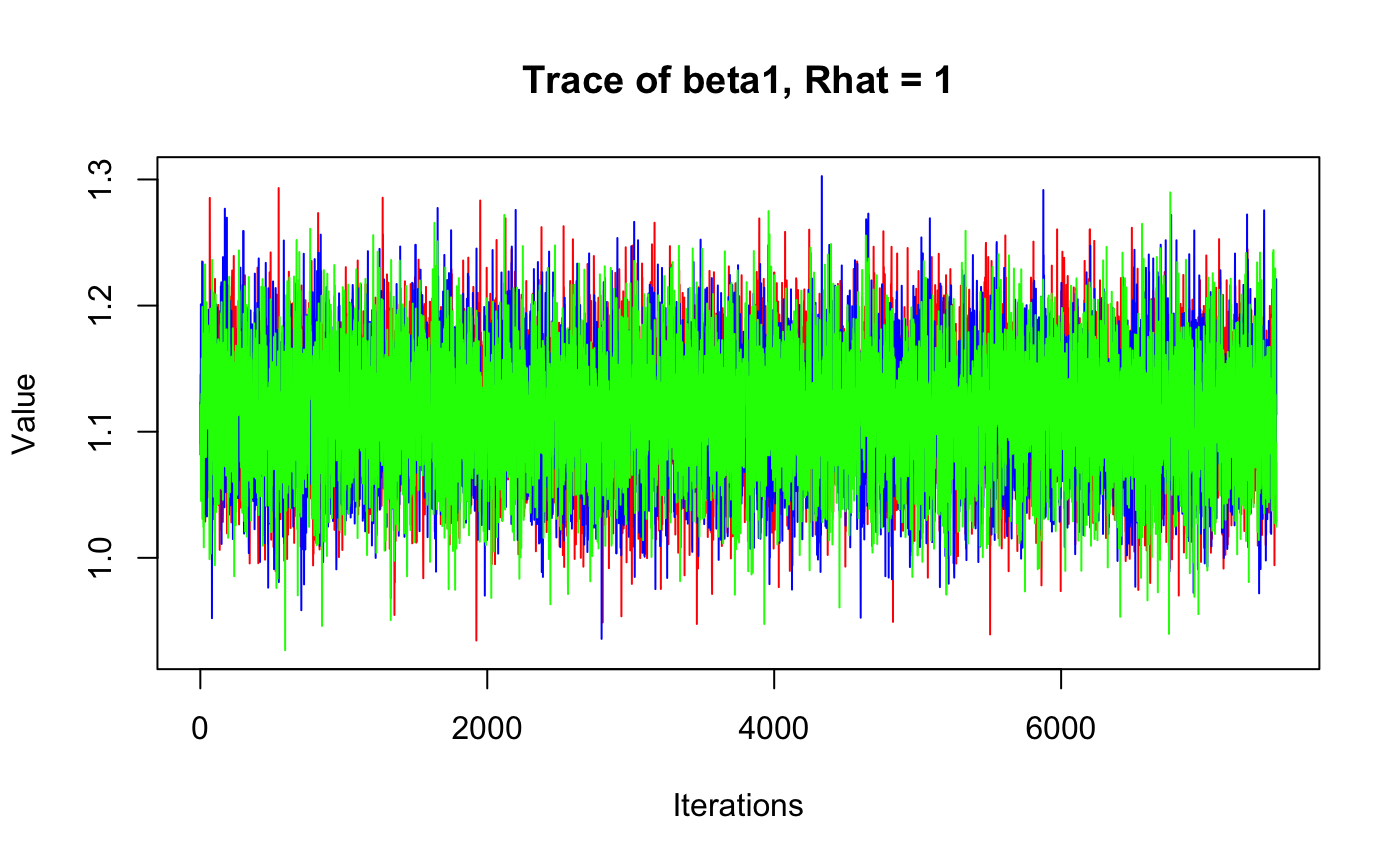 Trace of beta1, Rhat = 1
1.3
1.2
1.1
1.0
Value
0 2000 4000 6000
Iterations